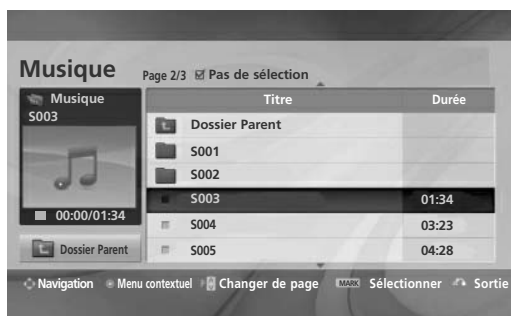 Musique Page 2/3 Pas de sélection
Musique
S003
00:00/01:34
Dossier Parent
Titre Durée
Dossier Parent
S001
S002
S003 01:34
S004 03:23
S005 04:28
Navigation Menu contextuel Changer de page MARK Sélectionner Sortie